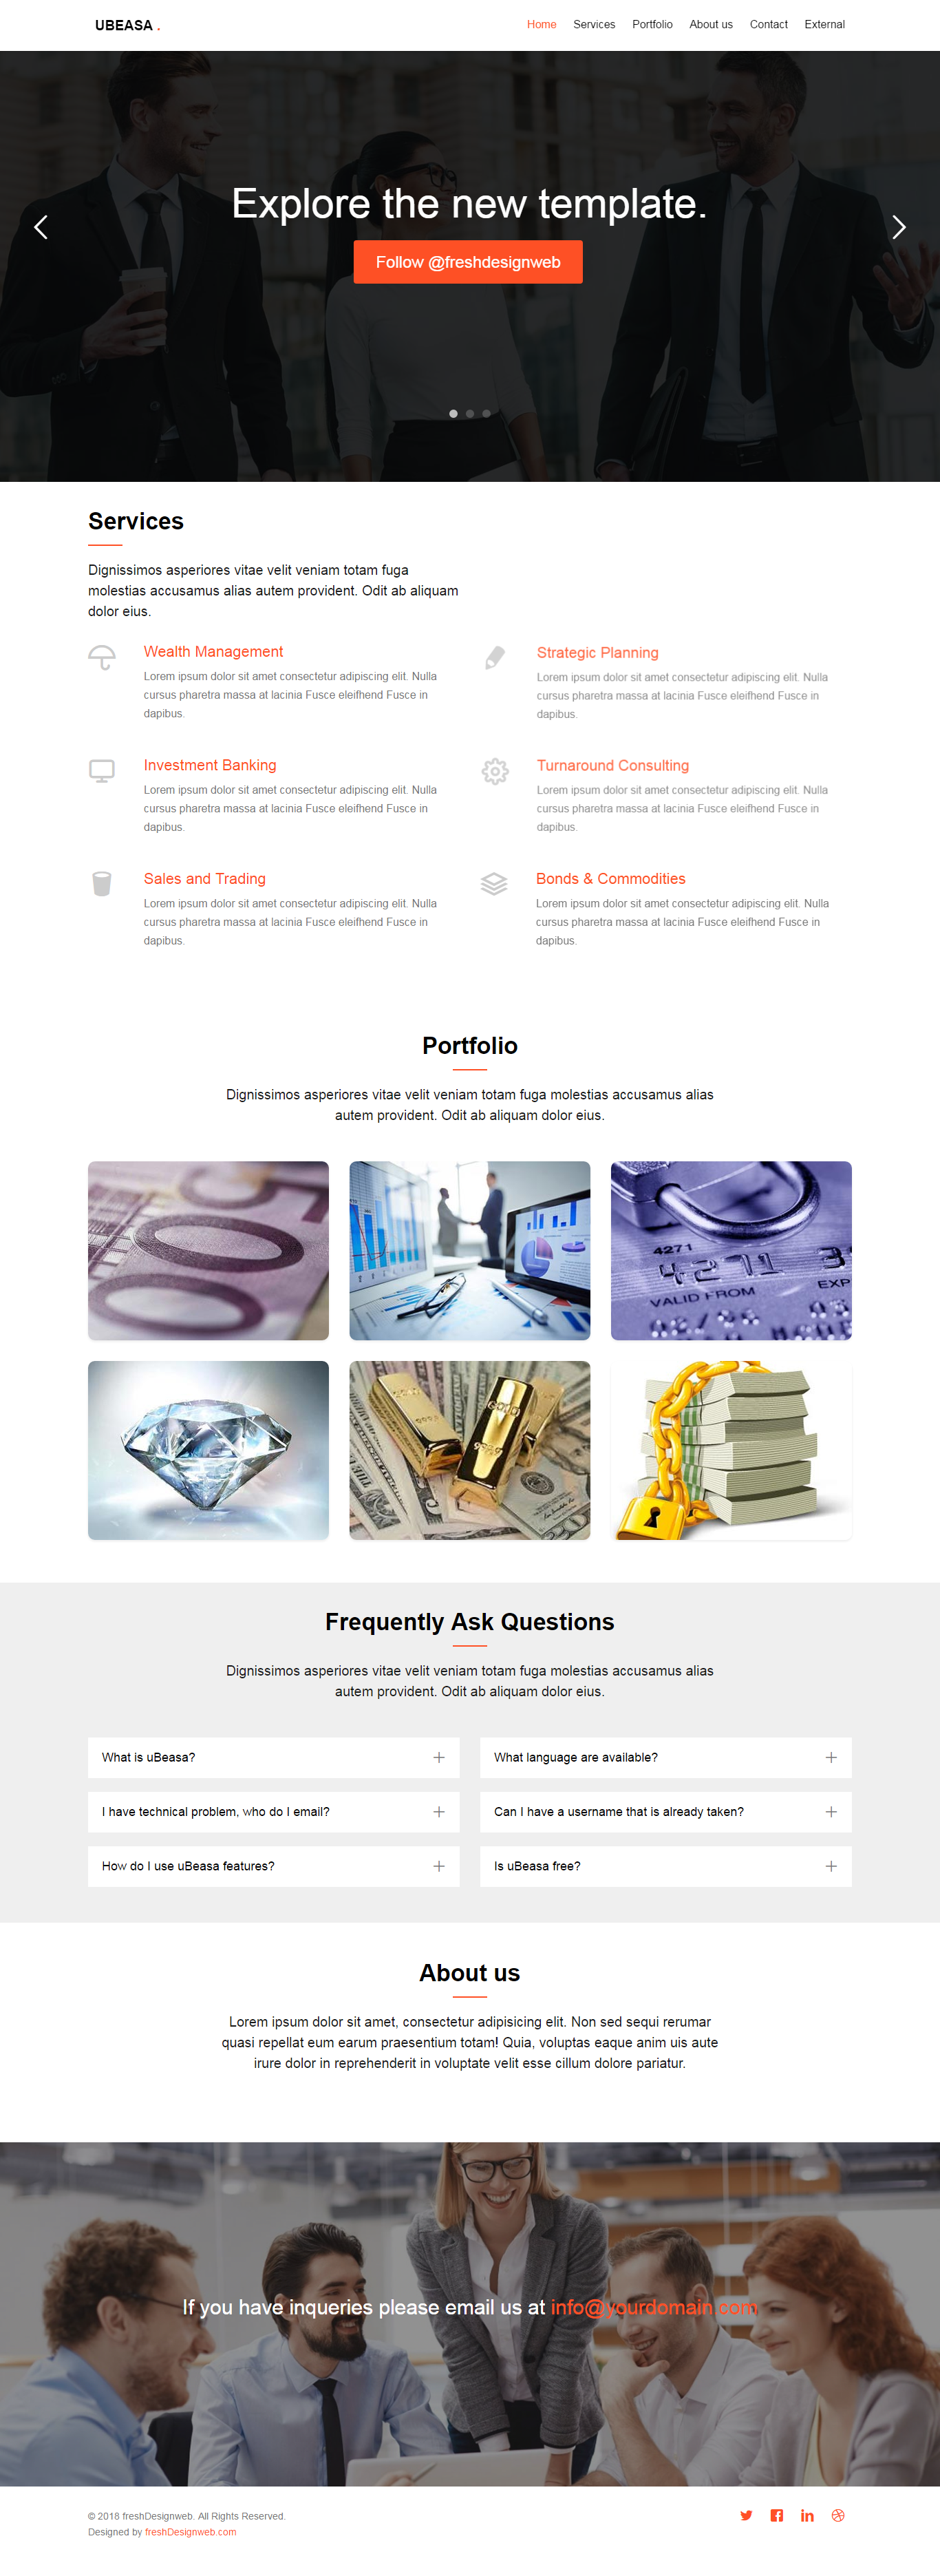 UBEASA .
Home Services Portfolio About us Contact External
Explore the new template.
Follow @freshdesignweb
Services
Dignissimos asperiores vitae velit veniam totam fuga
molestias accusamus alias autem provident. Odit ab aliquam
dolor eius.
Wealth Management
Lorem ipsum dolor sit amet consectetur adipiscing elit. Nulla
cursus pharetra massa at lacinia Fusce eleifhend Fusce in
dapibus.
Strategic Planning
Lorem ipsum dolor sit amet consectetur adipiscing elit. Nulla
cursus pharetra massa at lacinia Fusce eleifhend Fusce in
dapibus.
Investment Banking
Lorem ipsum dolor sit amet consectetur adipiscing elit. Nulla
cursus pharetra massa at lacinia Fusce eleifhend Fusce in
dapibus.
Turnaround Consulting
Lorem ipsum dolor sit amet consectetur adipiscing elit. Nulla
cursus pharetra massa at lacinia Fusce eleifhend Fusce in
dapibus.
Sales and Trading
Lorem ipsum dolor sit amet consectetur adipiscing elit. Nulla
cursus pharetra massa at lacinia Fusce eleifhend Fusce in
dapibus.
Bonds & Commodities
Lorem ipsum dolor sit amet consectetur adipiscing elit. Nulla
cursus pharetra massa at lacinia Fusce eleifhend Fusce in
dapibus.
Portfolio
Dignissimos asperiores vitae velit veniam totam fuga molestias accusamus alias
autem provident. Odit ab aliquam dolor eius.
4271
4271 3
VALID FROM EXP
Frequently Ask Questions
Dignissimos asperiores vitae velit veniam totam fuga molestias accusamus alias
autem provident. Odit ab aliquam dolor eius.
What is uBeasa?
What language are available?
I have technical problem, who do I email?
Can I have a username that is already taken?
How do I use uBeasa features?
Is uBeasa free?
About us
Lorem ipsum dolor sit amet, consectetur adipisicing elit. Non sed sequi rerumar
quasi repellat eum earum praesentium totam! Quia, voluptas eaque anim uis aute
irure dolor in reprehenderit in voluptate velit esse cillum dolore pariatur.
If you have inqueries please email us at info@yourdomain.com
© 2018 freshDesignweb. All Rights Reserved.
Designed by freshDesignweb.com